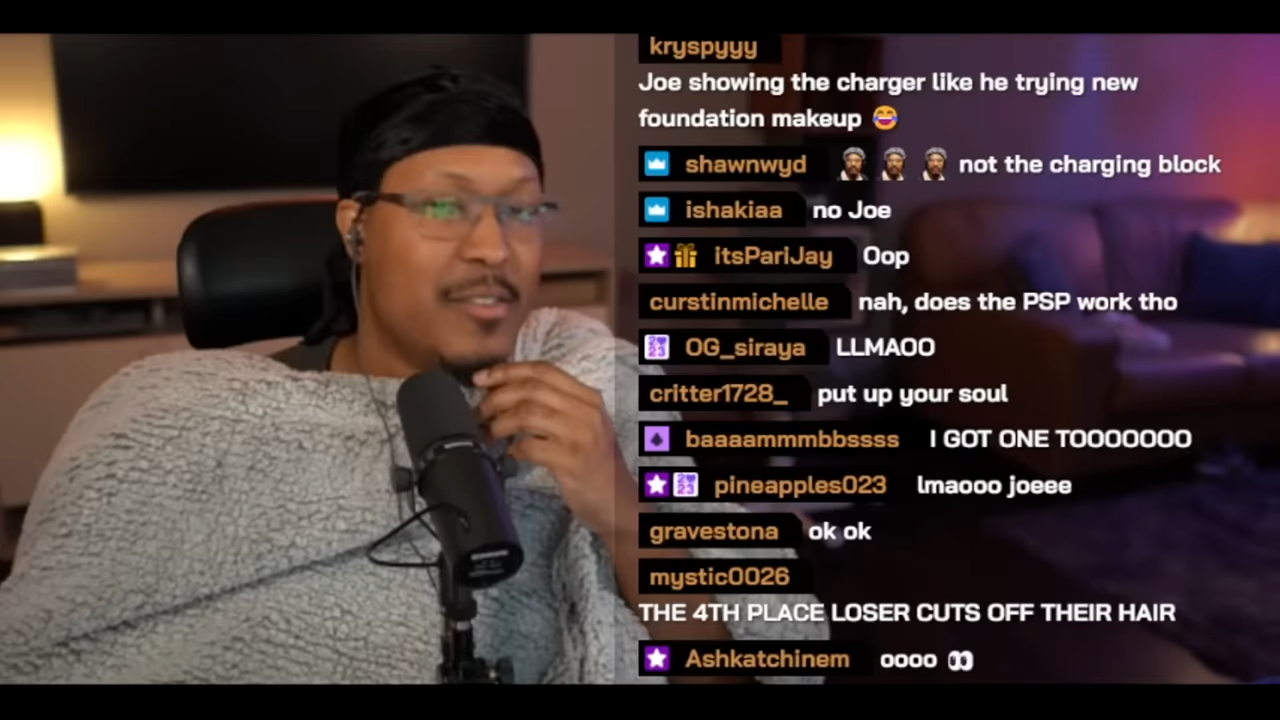 kryspyyy
Joe showing the charger like he trying new
foundation makeup 😂
shawnwyd not the charging block
ishakiaa no Joe
itsPariJay Oop
curstinmichelle nah, does the PSP work tho
OG_siraya LLMAOO
critter1728_ put up your soul
baaaammmbbssss I GOT ONE TOOOOOOO
pineapples023 lmaooo joeee
gravestona ok ok
mystic0026
THE 4TH PLACE LOSER CUTS OFF THEIR HAIR
Ashkatchinem oooo 👀